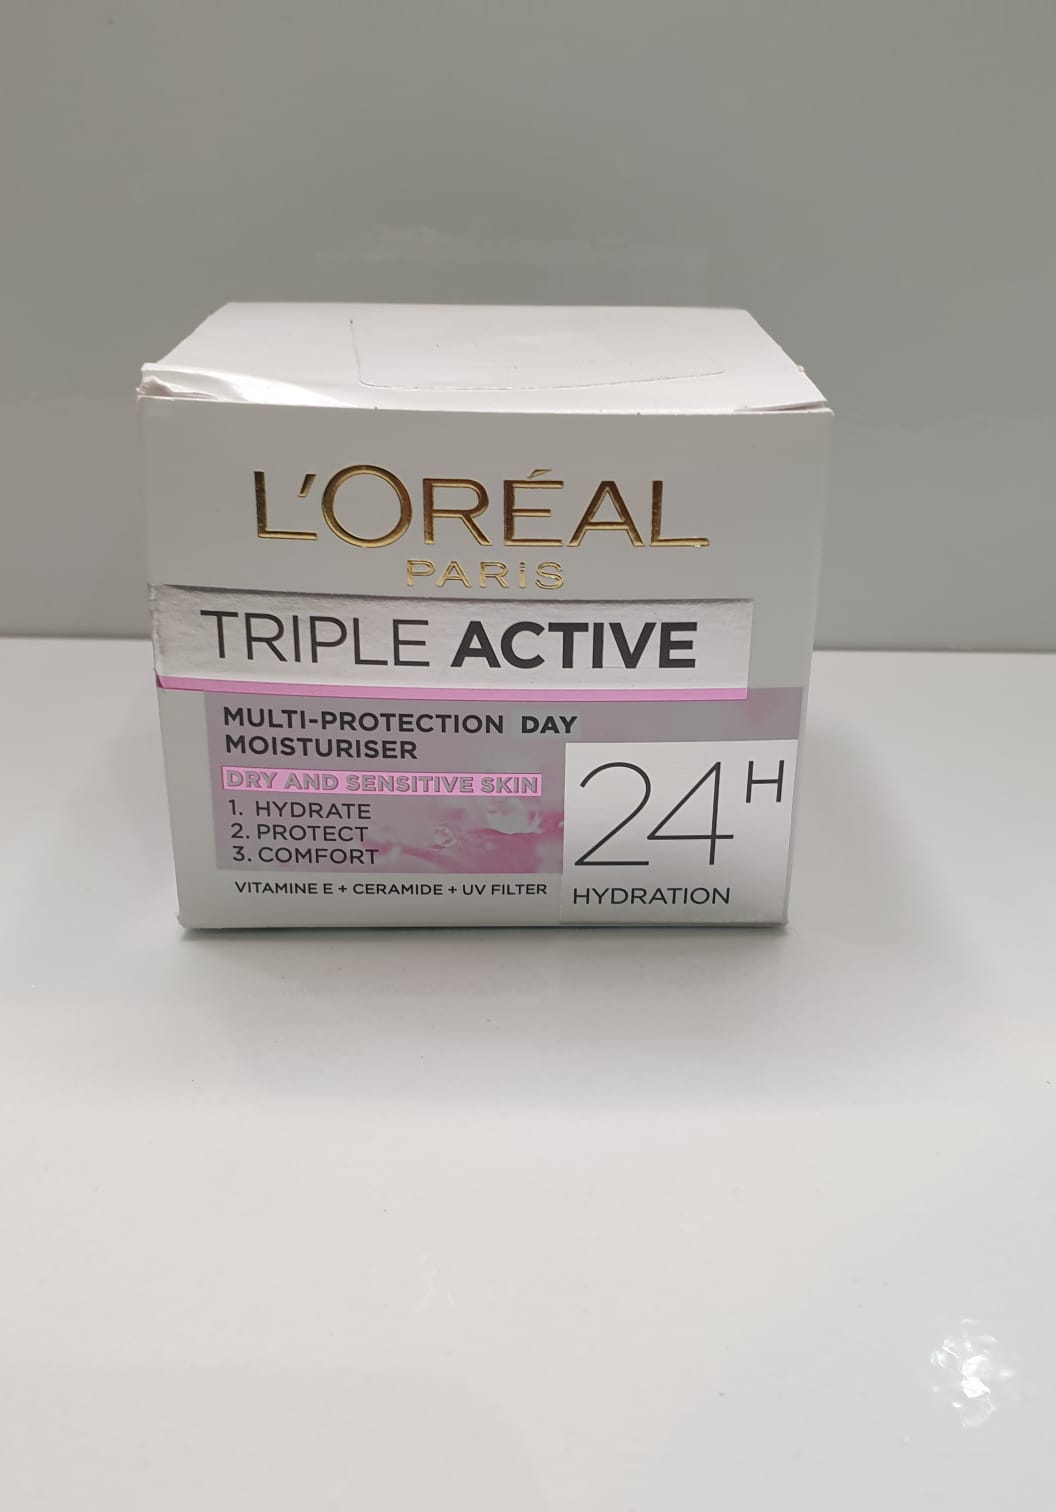 L'ORÉAL
PARiS
TRIPLE ACTIVE
MULTI-PROTECTION DAY
MOISTURISER
DRY AND SENSITIVE SKIN
1. HYDRATE
2. PROTECT
3. COMFORT
VITAMINE E + CERAMIDE + UV FILTER
24H
HYDRATION